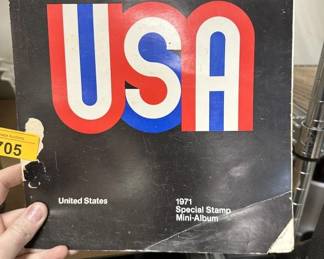 USA
705
United States
1971
Special Stamp
Mini-Album